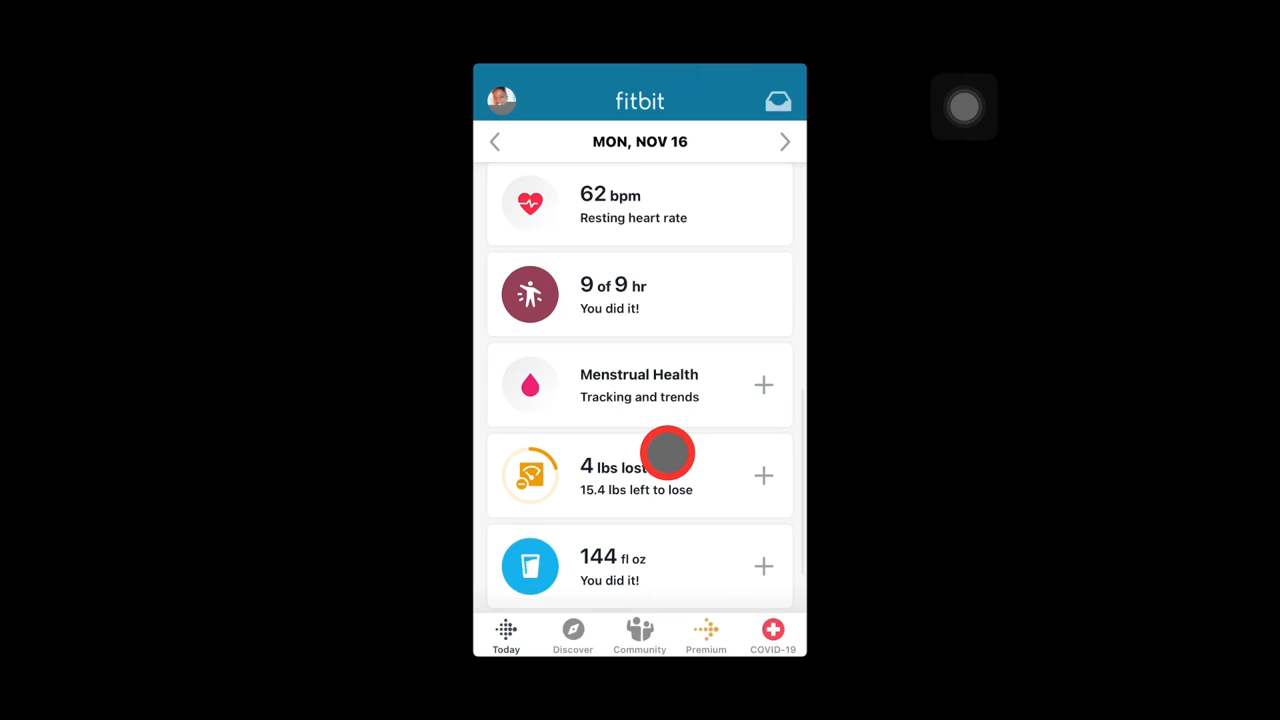 fitbit
MON, NOV 16
62 bpm
Resting heart rate
9 of 9 hr
You did it!
Menstrual Health
Tracking and trends
4 lbs lost
15.4 lbs left to lose
144 fl oz
You did it!
Today
Discover
Community
Premium
COVID-19